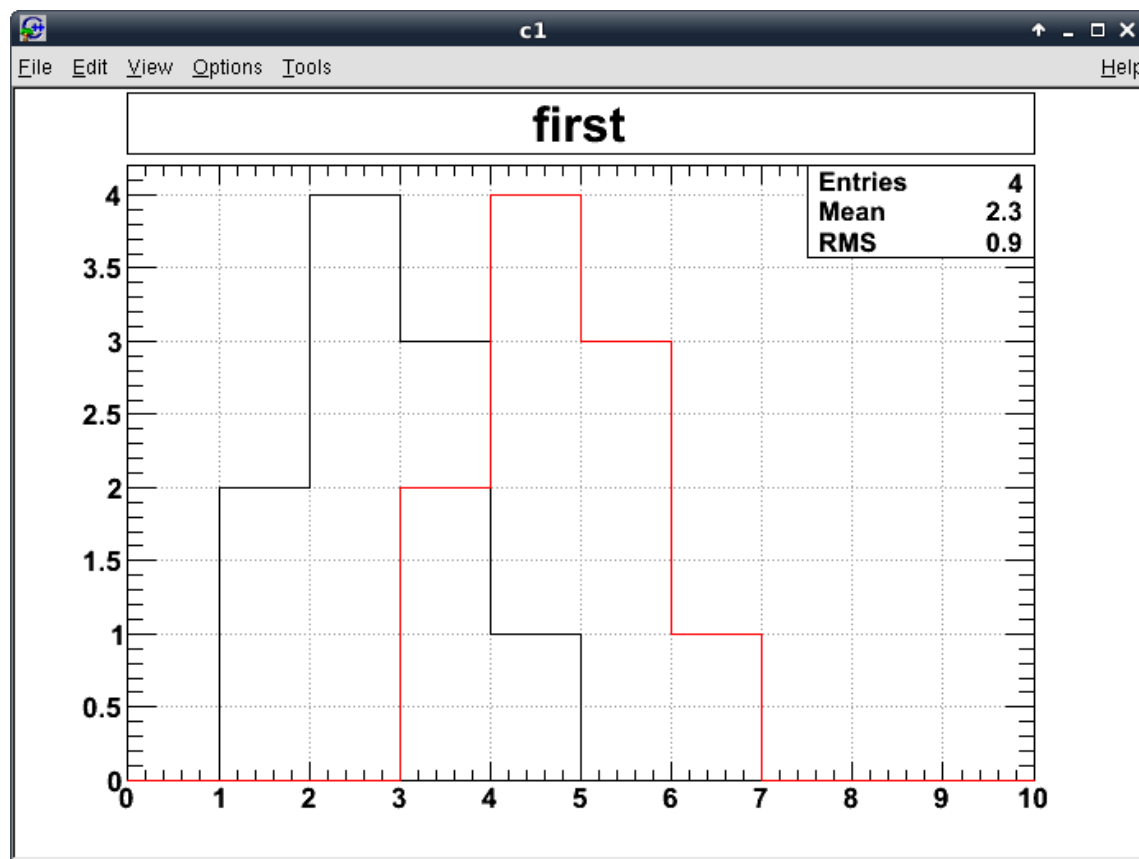 c1
File Edit View Options Tools Help
first
Entries 4
Mean 2.3
RMS 0.9
4
3.5
3
2.5
2
1.5
1
0.5
0
0 1 2 3 4 5 6 7 8 9 10